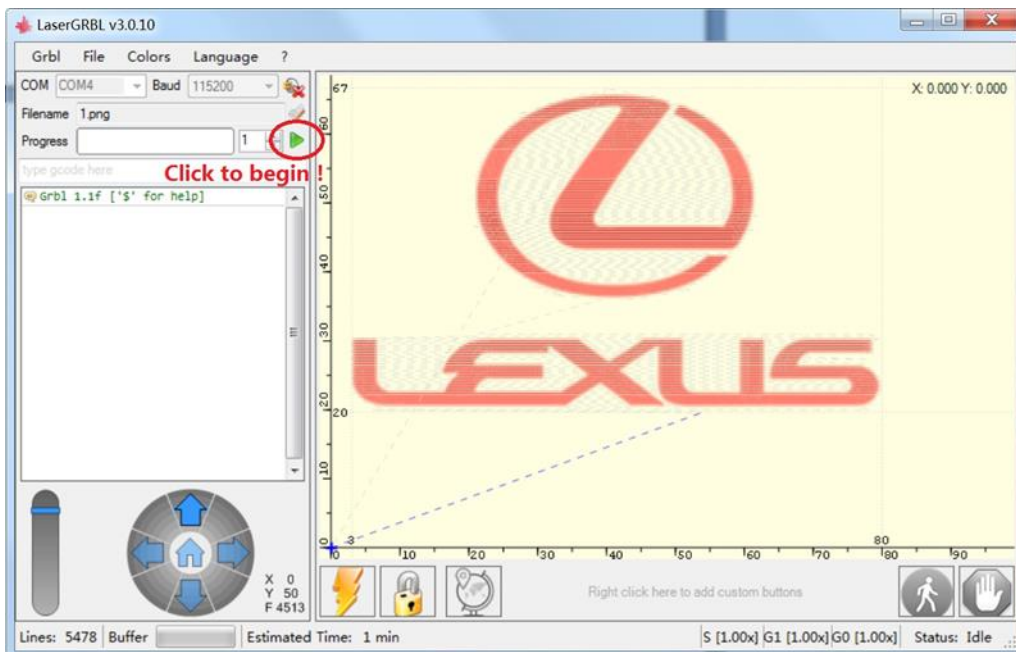 LaserGRBL v3.0.10
Grbl File Colors Language ?
COM COM4 Baud 115200
Filename 1.png
Progress 1
type gcode here
Click to begin !
Grbl 1.1f ['$' for help]
X 0
Y 50
F 4513
67
X: 0.000 Y: 0.000
60
50
40
30
20
20
10
0
3
80
0 10 20 30 40 50 60 70 80 90
LEXUS
Right click here to add custom buttons
Lines: 5478 Buffer Estimated Time: 1 min S [1.00x] G1 [1.00x] G0 [1.00x] Status: Idle